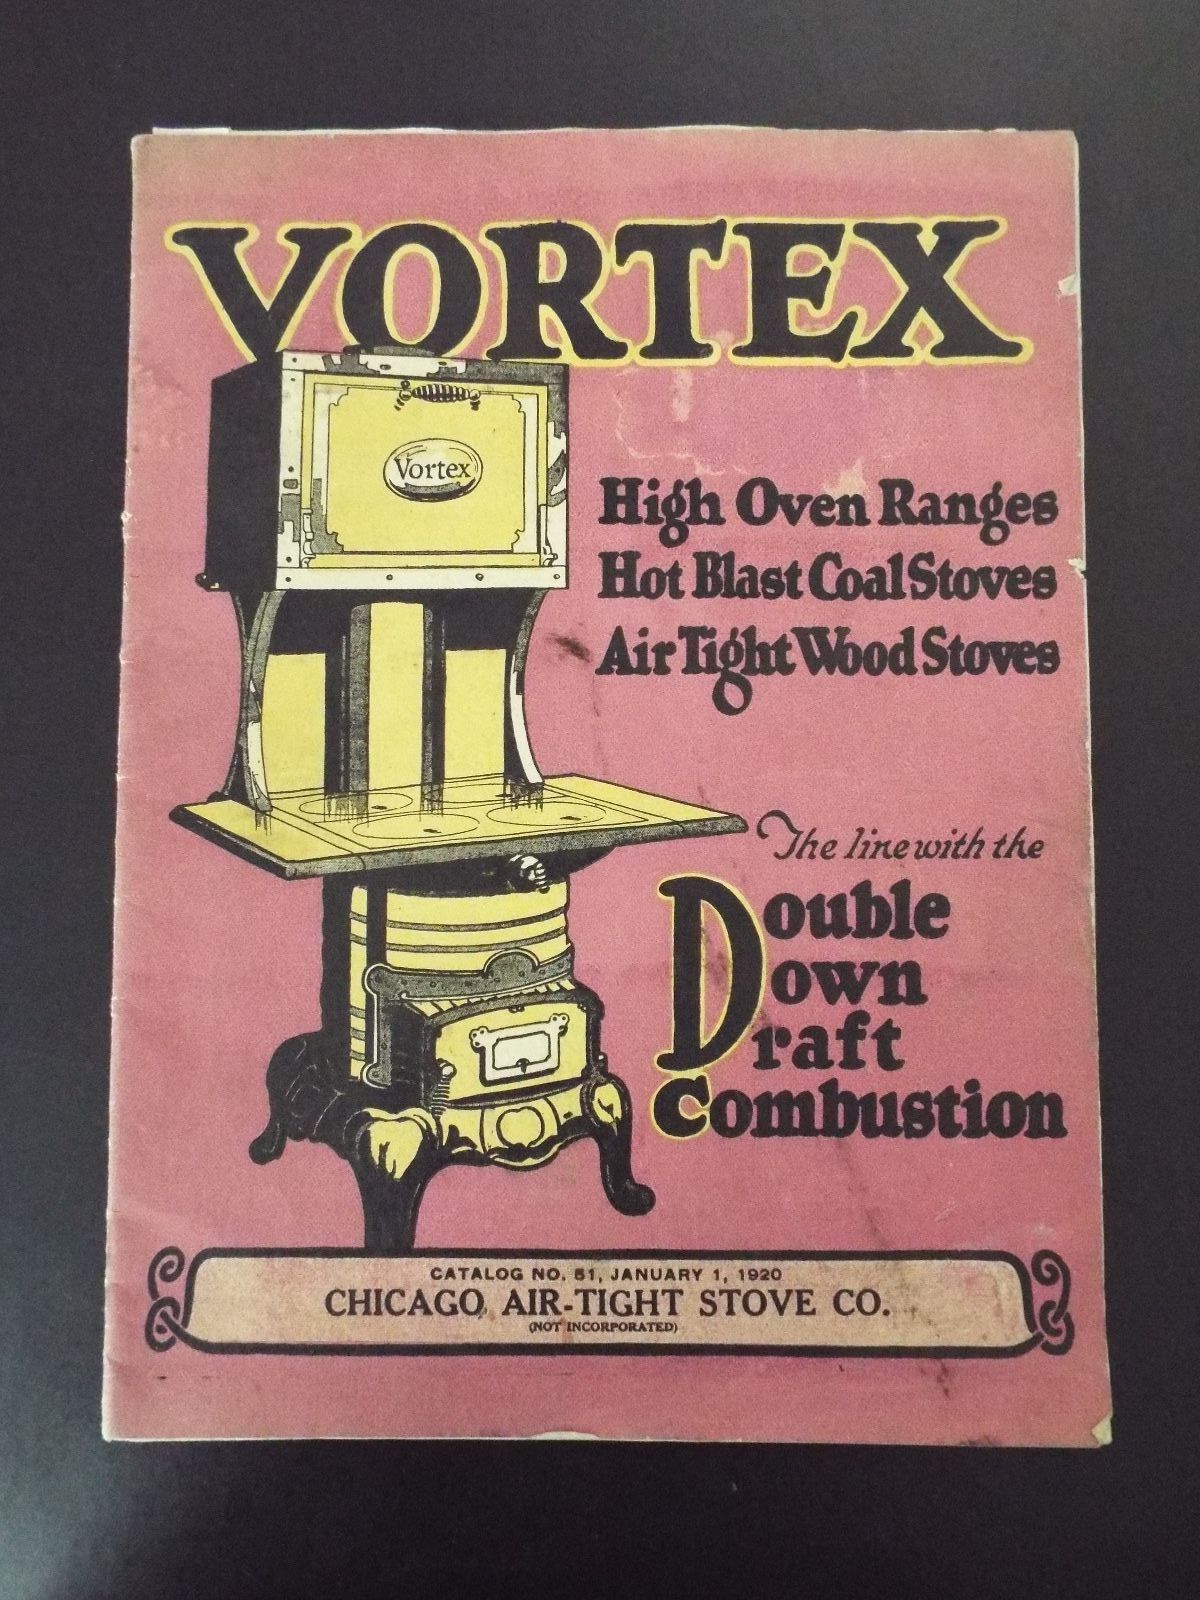 VORTEX
Vortex
High Oven Ranges
Hot Blast Coal Stoves
Air Tight Wood Stoves
The line with the
Double
Down
Draft
Combustion
CATALOG NO. 51, JANUARY 1, 1920
CHICAGO AIR-TIGHT STOVE CO.
(NOT INCORPORATED)